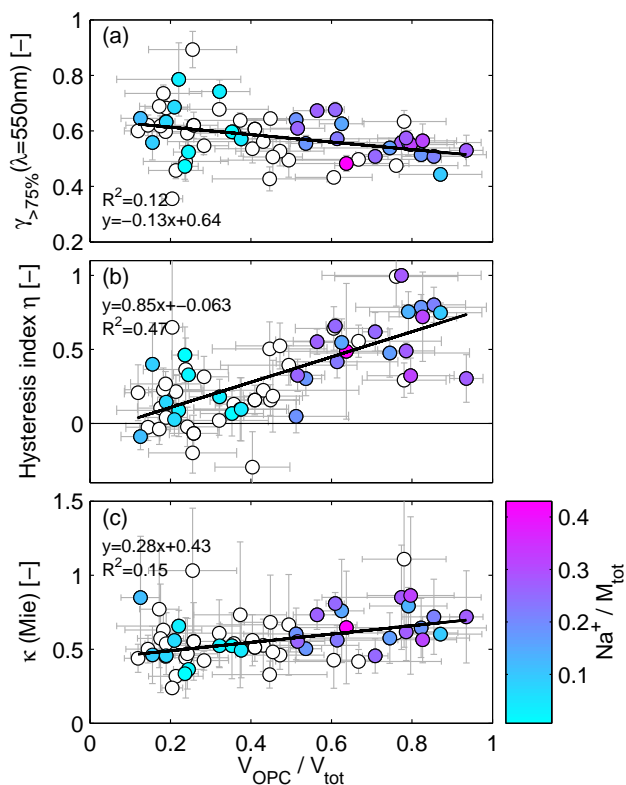 (a)
1
0.8
0.6
0.4
0.2
γ>75%(λ=550nm) [−]
R²=0.12
y=−0.13x+0.64
(b)
1
0.5
0
Hysteresis index η [−]
y=0.85x+−0.063
R²=0.47
(c)
1.5
1
0.5
0
κ (Mie) [−]
y=0.28x+0.43
R²=0.15
0 0.2 0.4 0.6 0.8 1
V_OPC / V_tot
0.4
0.3
0.2
0.1
Na⁺ / M_tot